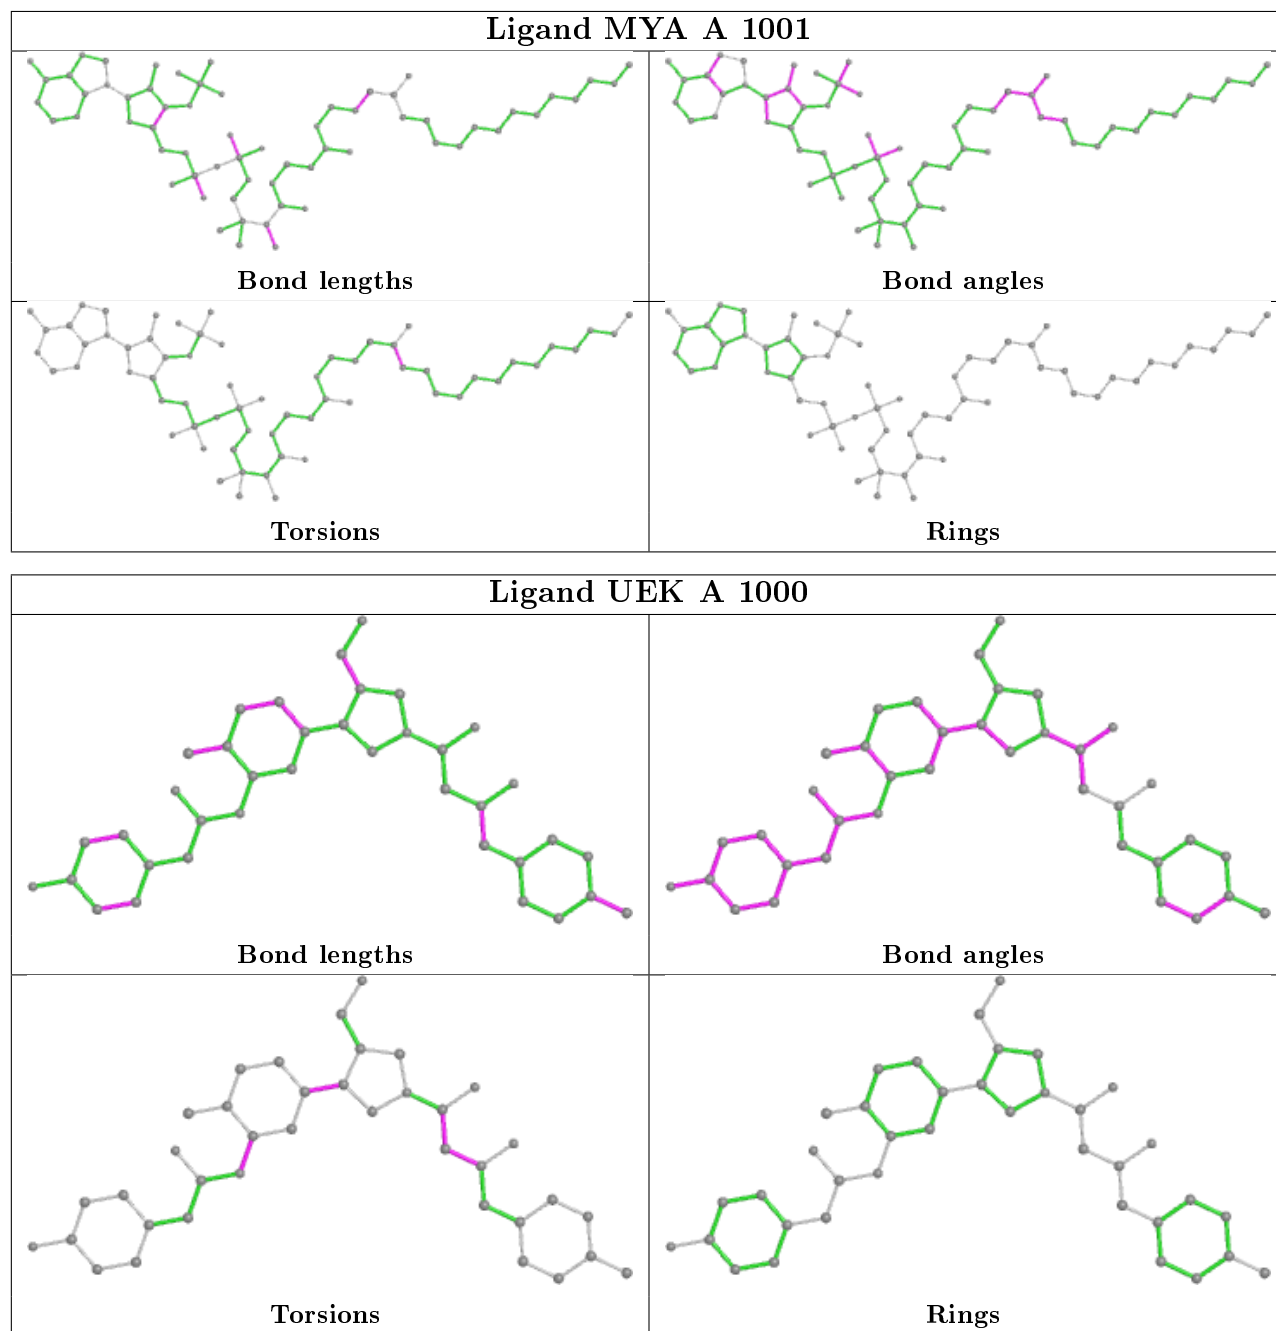 Ligand MYA A 1001
Bond lengths
Bond angles
Torsions
Rings
Ligand UEK A 1000
Bond lengths
Bond angles
Torsions
Rings